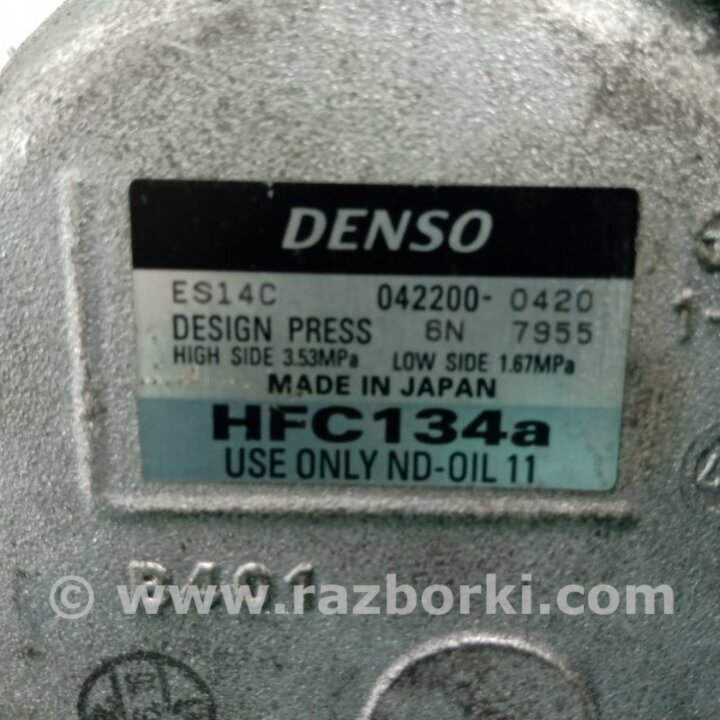 DENSO
ES14C 042200-0420
DESIGN PRESS 6N 7955
HIGH SIDE 3.53MPa LOW SIDE 1.67MPa
MADE IN JAPAN
HFC134a
USE ONLY ND-OIL 11
B401
© www.razborki.com